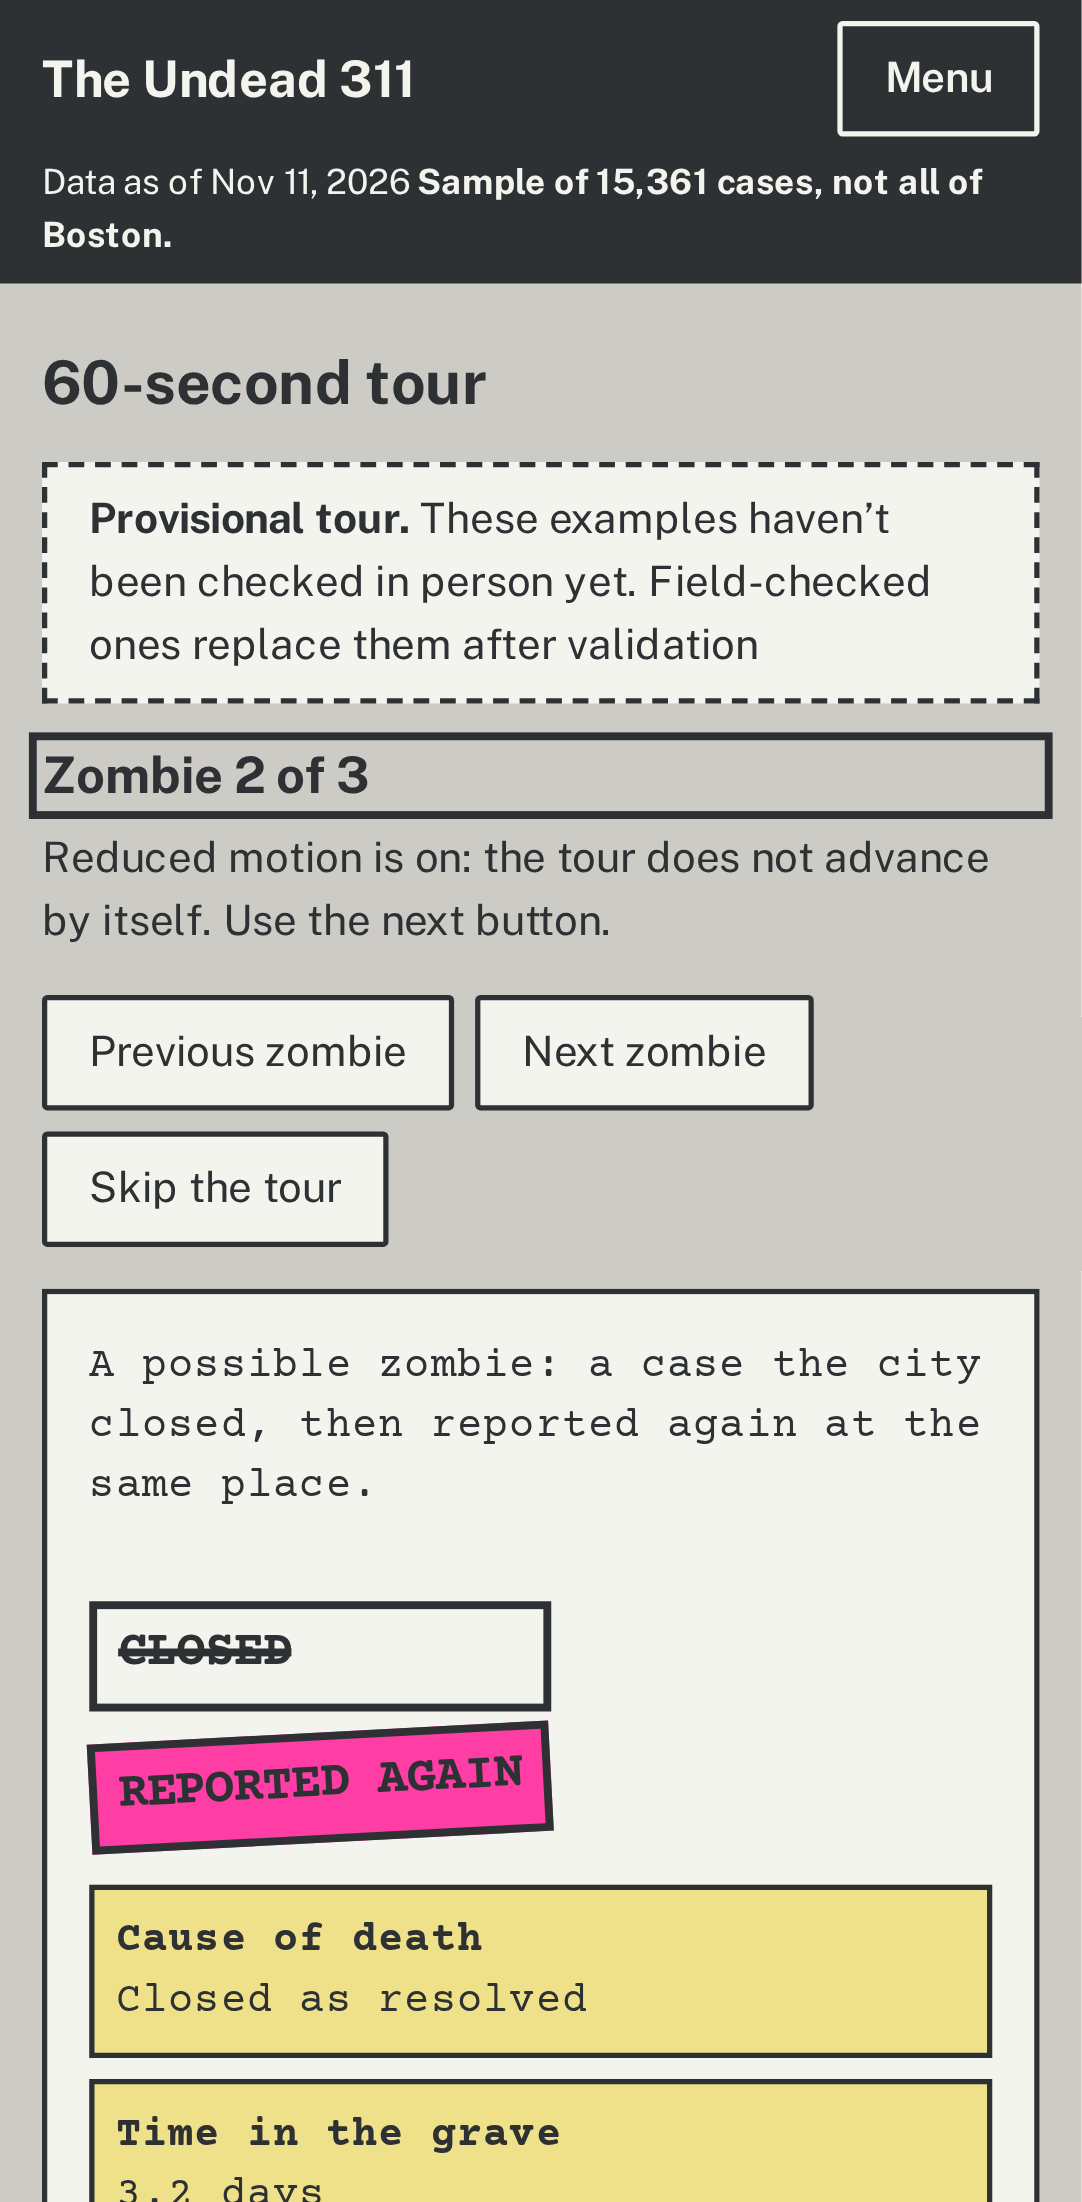 The Undead 311
Menu
Data as of Nov 11, 2026 Sample of 15,361 cases, not all of
Boston.
60-second tour
Provisional tour. These examples haven’t
been checked in person yet. Field-checked
ones replace them after validation
Zombie 2 of 3
Reduced motion is on: the tour does not advance
by itself. Use the next button.
Previous zombie
Next zombie
Skip the tour
A possible zombie: a case the city
closed, then reported again at the
same place.
CLOSED
REPORTED AGAIN
Cause of death
Closed as resolved
Time in the grave
3.2 days